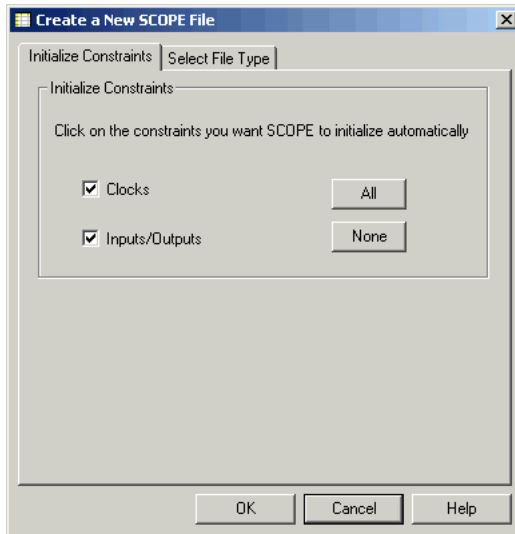 Create a New SCOPE File
Initialize Constraints
Select File Type
Initialize Constraints
Click on the constraints you want SCOPE to initialize automatically
Clocks
All
Inputs/Outputs
None
OK
Cancel
Help